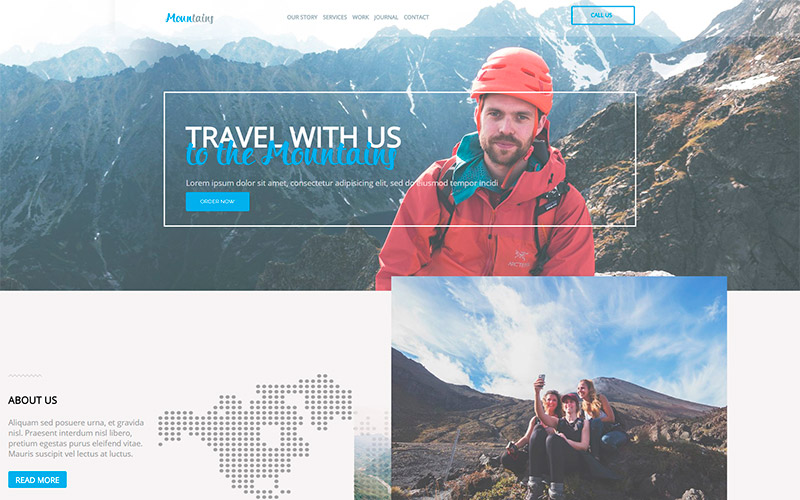 Mountains
OUR STORY SERVICES WORK JOURNAL CONTACT
CALL US
TRAVEL WITH US
to the Mountains
Lorem ipsum dolor sit amet, consectetur adipisicing elit, sed do eiusmod tempor incidi
ORDER NOW
ABOUT US
Aliquam sed posuere urna, et gravida
nisl. Praesent interdum nisl libero,
pretium egestas purus eleifend vitae.
Mauris suscipit vel lectus at luctus.
READ MORE